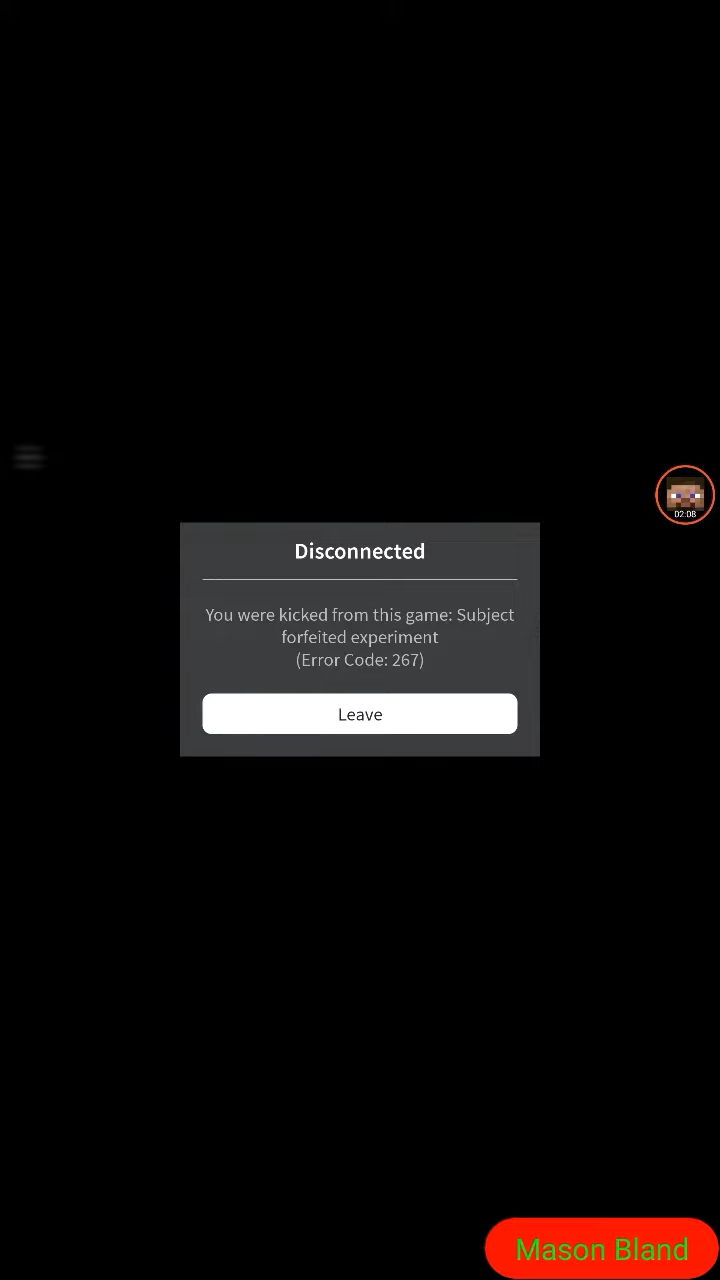 02:08
Disconnected
You were kicked from this game: Subject
forfeited experiment
(Error Code: 267)
Leave
Mason Bland